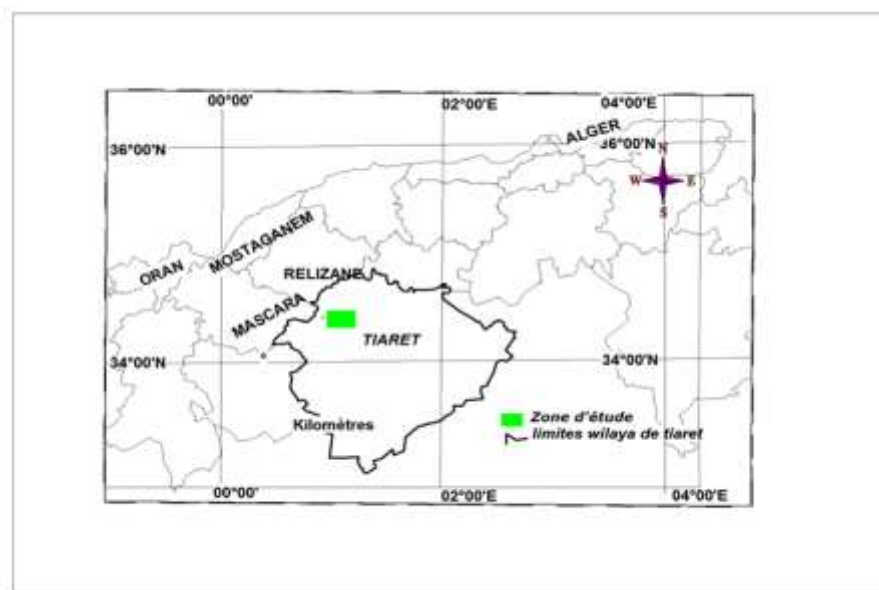 00°00' 02°00'E 04°00'E
ALGER
36°00'N 36°00'N
N
W E
S
MOSTAGANEM
ORAN
RELIZANE
MASCARA
TIARET
34°00'N 34°00'N
Zone d'étude
Kilomètres
limites wilaya de tiaret
00°00' 02°00'E 04°00'E